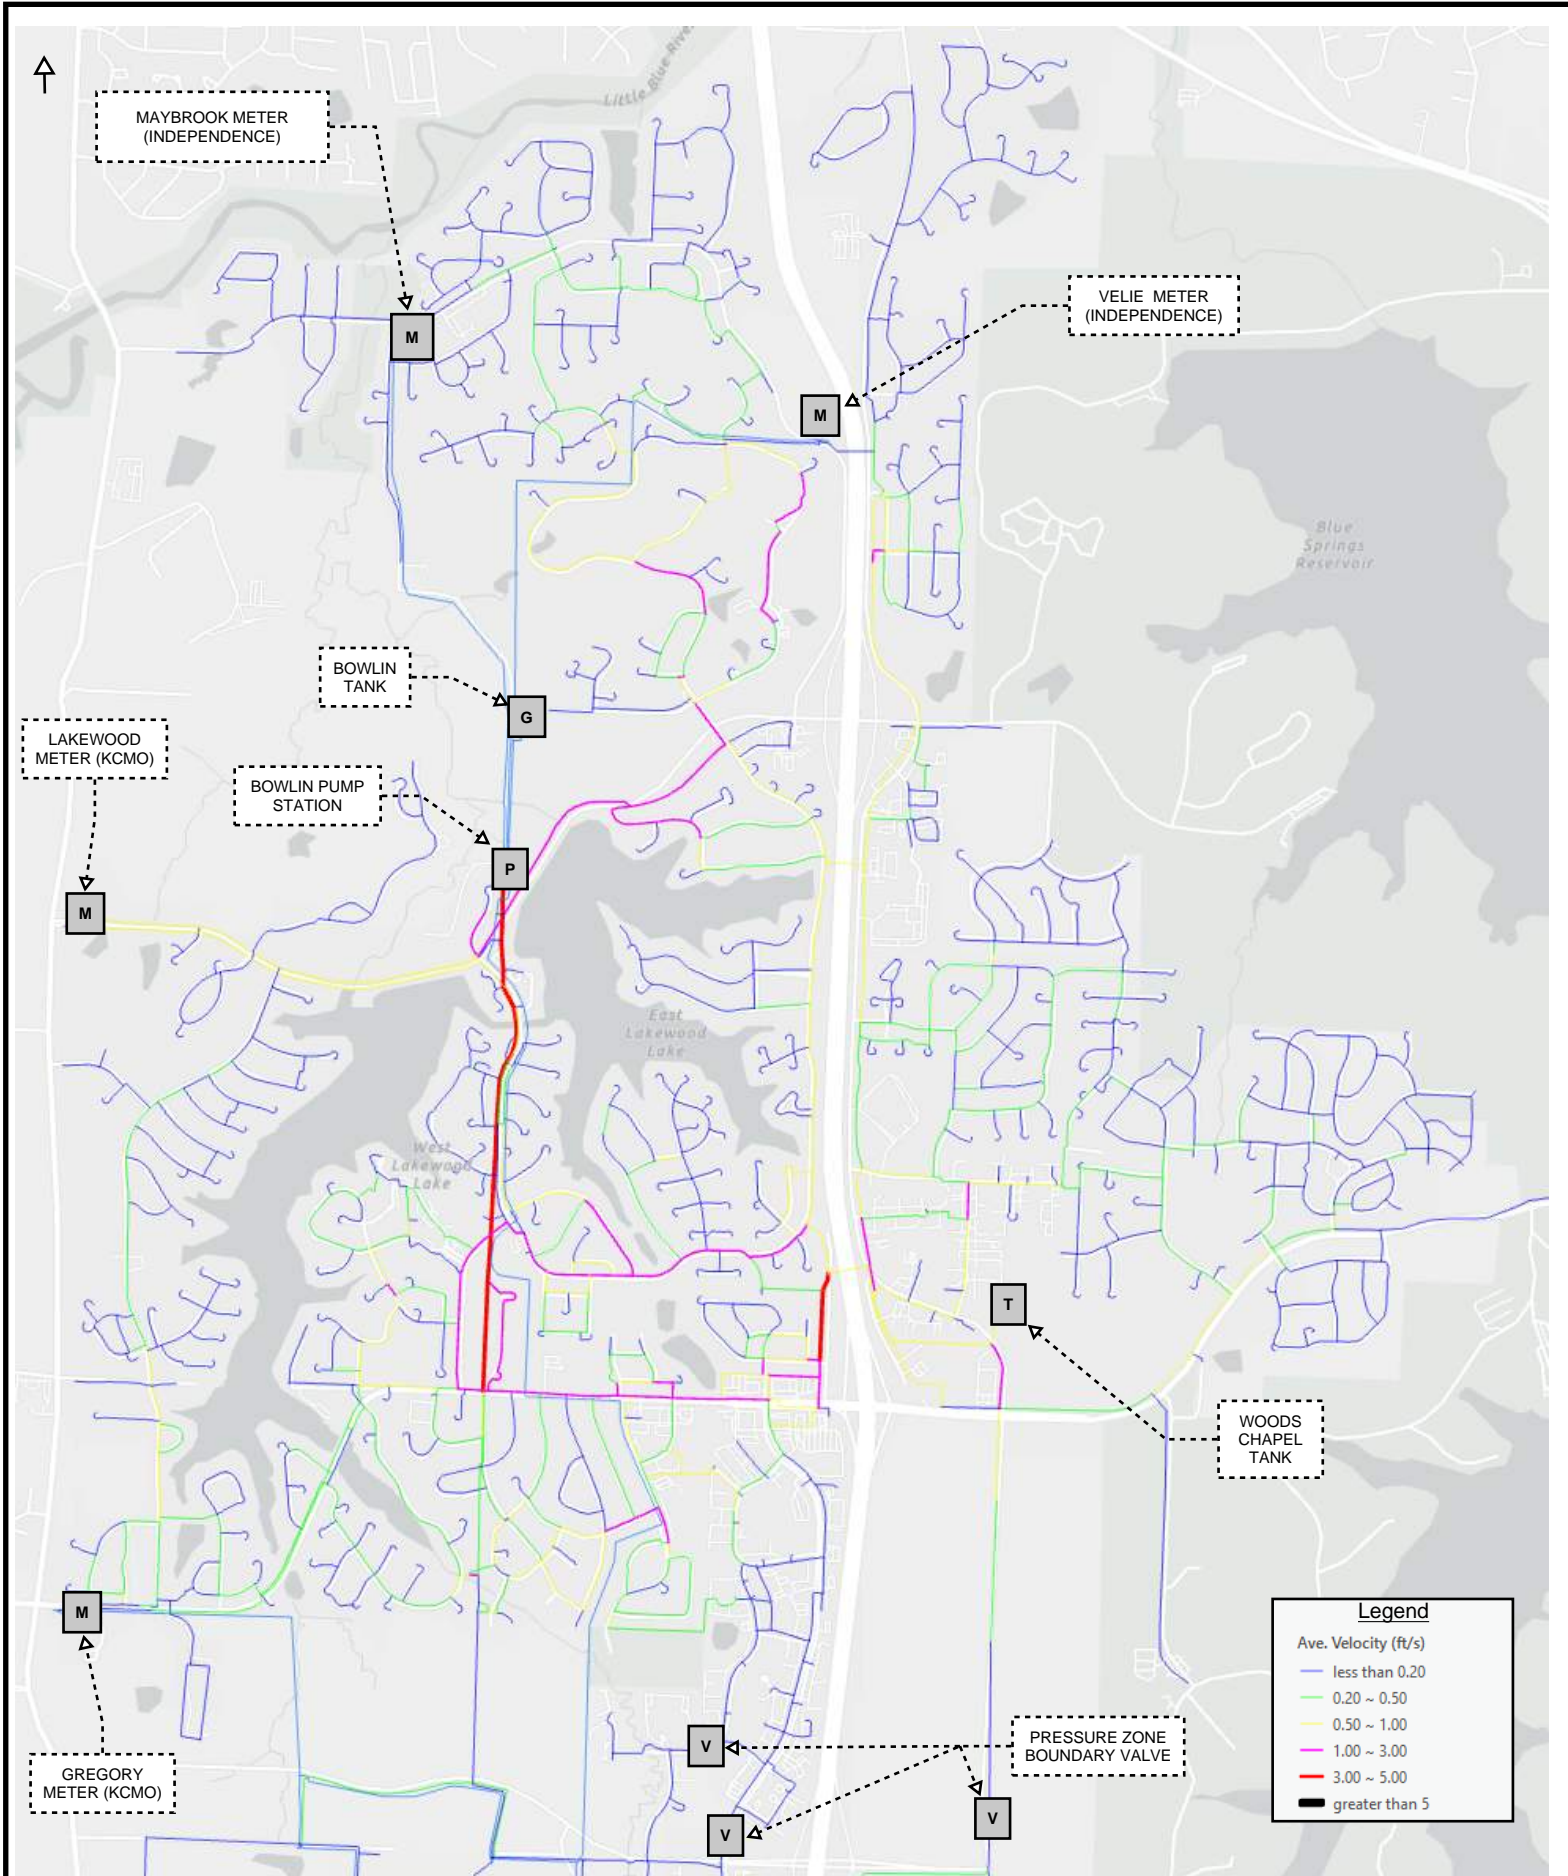 Little Blue River
MAYBROOK METER
(INDEPENDENCE)
VELIE METER
(INDEPENDENCE)
M
M
Blue
Springs
Reservoir
BOWLIN
TANK
G
LAKEWOOD
METER (KCMO)
BOWLIN PUMP
STATION
P
M
East
Lakewood
Lake
West
Lakewood
Lake
T
WOODS
CHAPEL
TANK
M
GREGORY
METER (KCMO)
V
V
V
PRESSURE ZONE
BOUNDARY VALVE
Legend
Ave. Velocity (ft/s)
less than 0.20
0.20 ~ 0.50
0.50 ~ 1.00
1.00 ~ 3.00
3.00 ~ 5.00
greater than 5